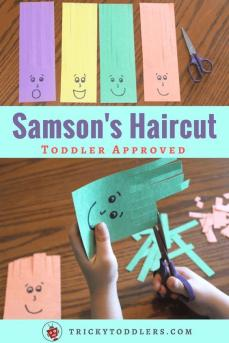 Samson's Haircut
Toddler Approved
TRICKYTODDLERS.COM